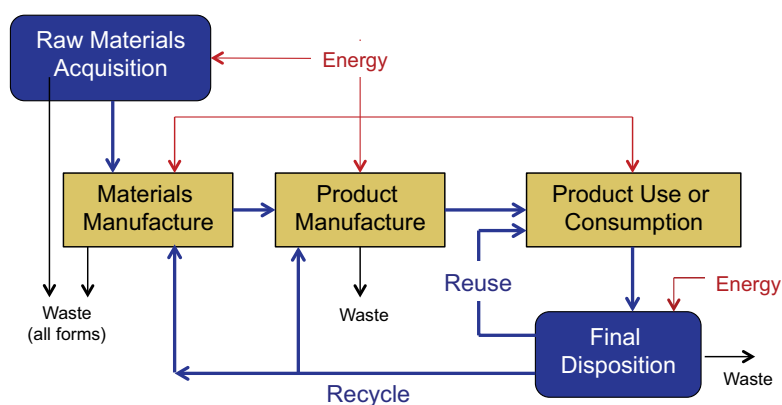 Raw Materials
Acquisition
Energy
Materials
Manufacture
Product
Manufacture
Product Use or
Consumption
Reuse
Energy
Waste
(all forms)
Waste
Final
Disposition
Waste
Recycle